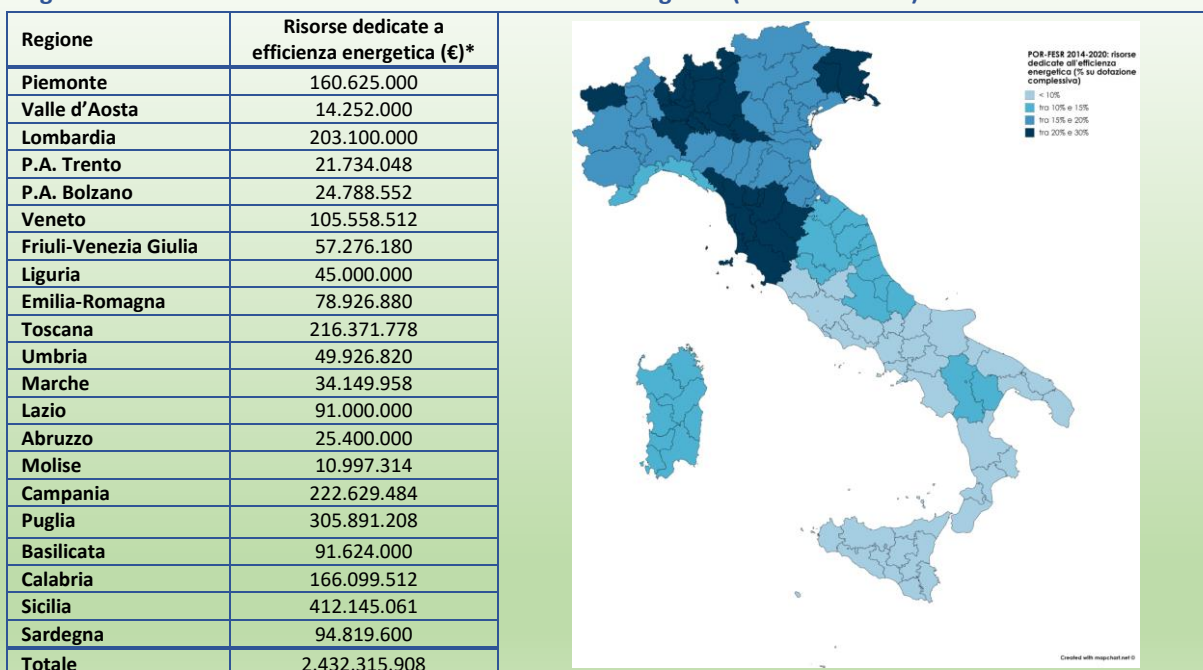 Regione
Risorse dedicate a
efficienza energetica (€)*
Piemonte 160.625.000
Valle d’Aosta 14.252.000
Lombardia 203.100.000
P.A. Trento 21.734.048
P.A. Bolzano 24.788.552
Veneto 105.558.512
Friuli-Venezia Giulia 57.276.180
Liguria 45.000.000
Emilia-Romagna 78.926.880
Toscana 216.371.778
Umbria 49.926.820
Marche 34.149.958
Lazio 91.000.000
Abruzzo 25.400.000
Molise 10.997.314
Campania 222.629.484
Puglia 305.891.208
Basilicata 91.624.000
Calabria 166.099.512
Sicilia 412.145.061
Sardegna 94.819.600
Totale 2.432.315.908
POR-FESR 2014-2020: risorse
dedicate all'efficienza
energetica (% su dotazione
complessiva)
< 10%
tra 10% e 15%
tra 15% e 20%
tra 20% e 30%
Created with mapchart.net ©